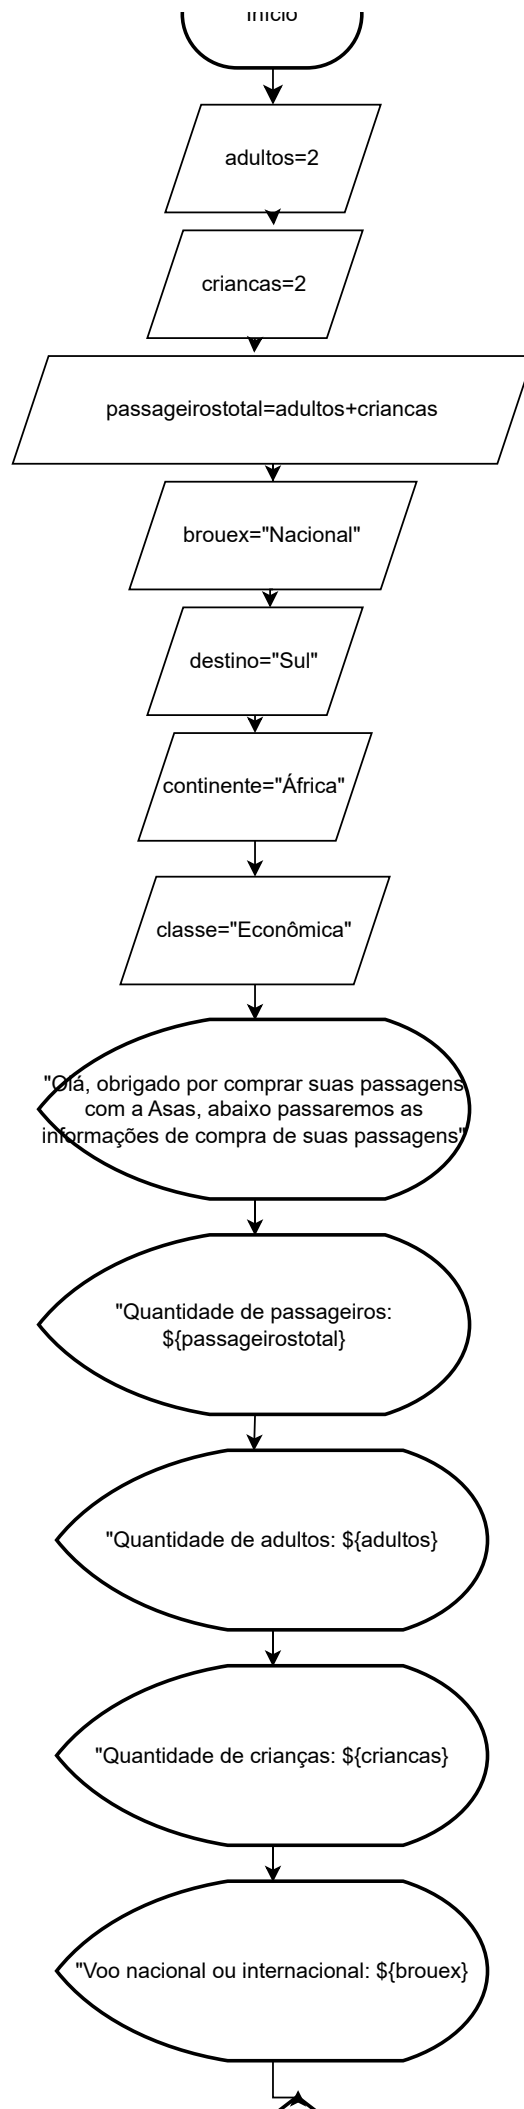 Início
adultos=2
criancas=2
passageirostotal=adultos+criancas
brouex="Nacional"
destino="Sul"
continente="África"
classe="Econômica"
"Olá, obrigado por comprar suas passagens
com a Asas, abaixo passaremos as
informações de compra de suas passagens"
"Quantidade de passageiros:
${passageirostotal}
"Quantidade de adultos: ${adultos}
"Quantidade de crianças: ${criancas}
"Voo nacional ou internacional: ${brouex}